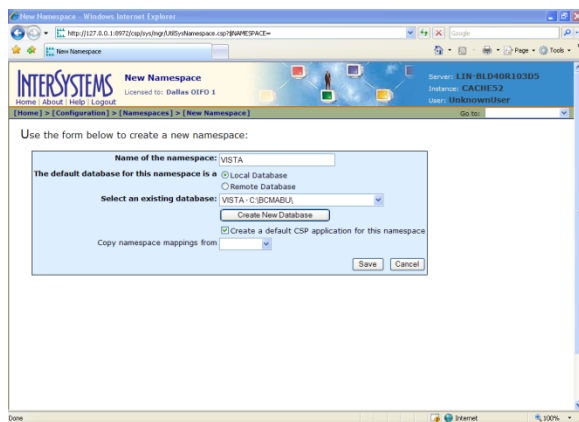 New Namespace - Windows Internet Explorer
http://127.0.0.1:8972/csp/sys/mgr/UtilSysNamespace.csp?$NAMESPACE=
Google
New Namespace
Page
Tools
INTERSYSTEMS
New Namespace
Licensed to: Dallas OIFO 1
Home | About | Help | Logout
Server: LIN-BLD40R103D5
Instance: CACHE52
User: UnknownUser
[Home] > [Configuration] > [Namespaces] > [New Namespace]
Go to:
Use the form below to create a new namespace:
Name of the namespace: VISTA
The default database for this namespace is a Local Database
Remote Database
Select an existing database: VISTA - C:\BCMABU\
Create New Database
Create a default CSP application for this namespace
Copy namespace mappings from
Save Cancel
Done
Internet
100%